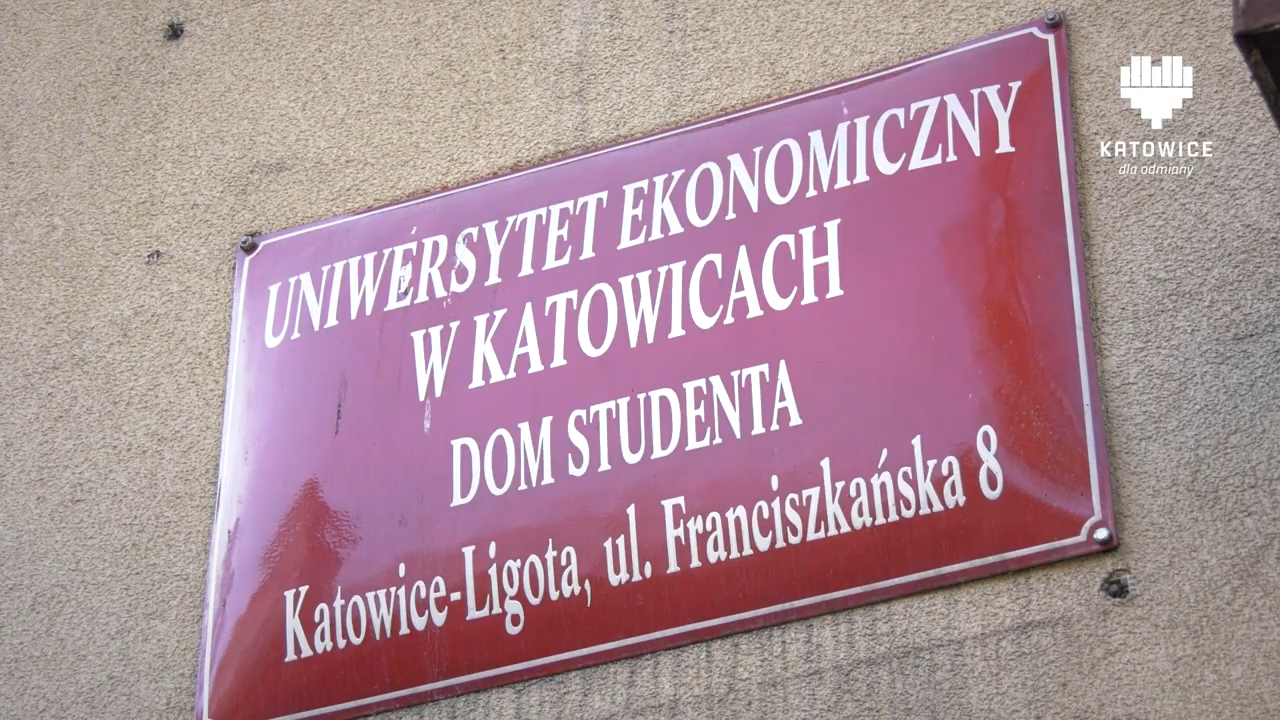 UNIWERSYTET EKONOMICZNY
W KATOWICACH
DOM STUDENTA
Katowice-Ligota, ul. Franciszkańska 8
KATOWICE
dla odmiany